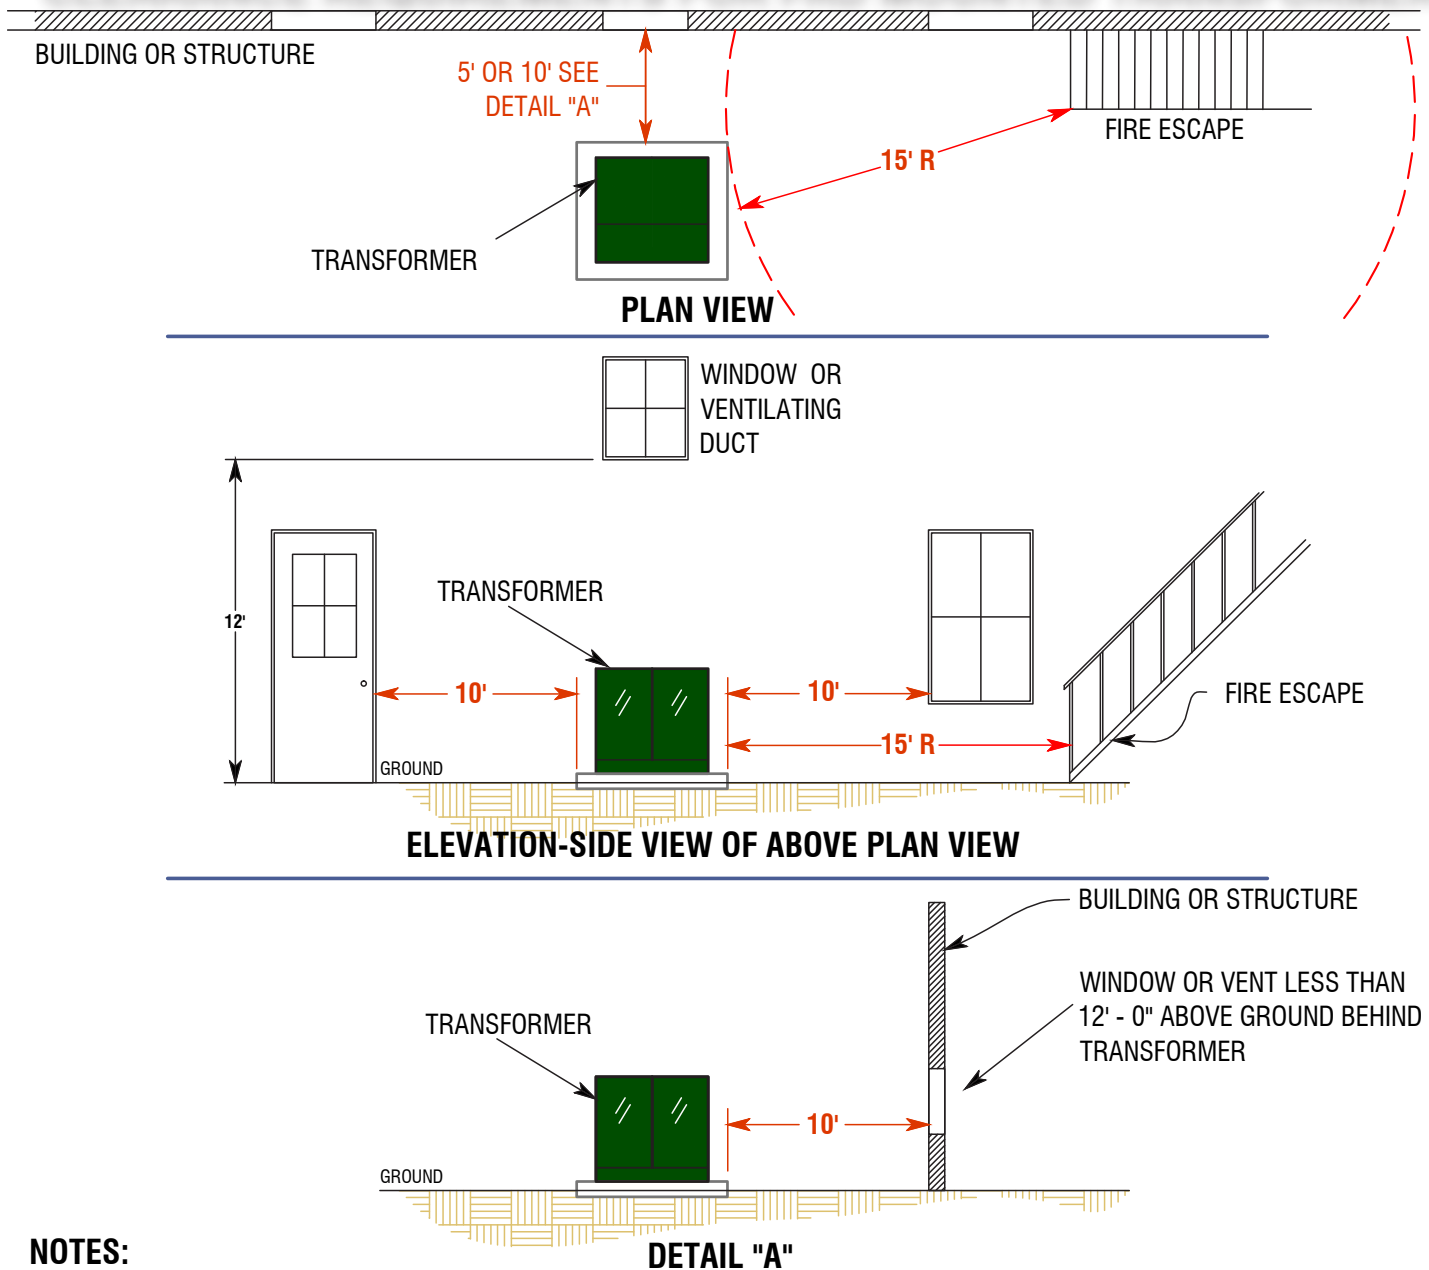 BUILDING OR STRUCTURE
5' OR 10' SEE
DETAIL "A"
15' R
FIRE ESCAPE
TRANSFORMER
PLAN VIEW
WINDOW OR
VENTILATING
DUCT
12'
TRANSFORMER
10'
10'
FIRE ESCAPE
15' R
GROUND
ELEVATION-SIDE VIEW OF ABOVE PLAN VIEW
BUILDING OR STRUCTURE
WINDOW OR VENT LESS THAN
12' - 0" ABOVE GROUND BEHIND
TRANSFORMER
TRANSFORMER
10'
GROUND
NOTES:
DETAIL "A"